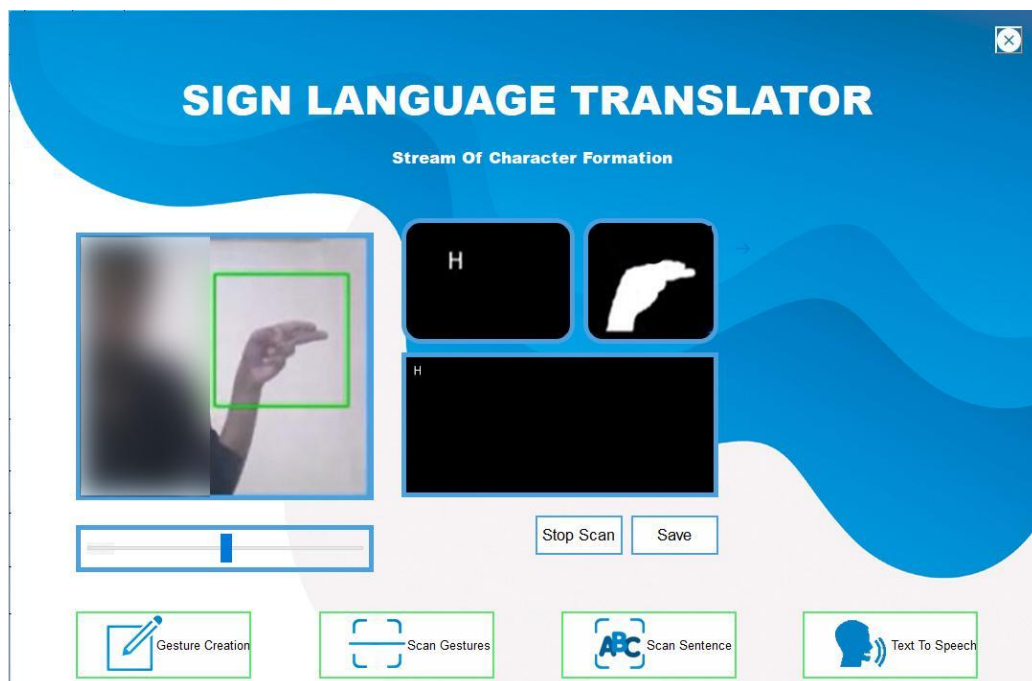 SIGN LANGUAGE TRANSLATOR
Stream Of Character Formation
H
H
Stop Scan
Save
Gesture Creation
Scan Gestures
ABC
Scan Sentence
Text To Speech